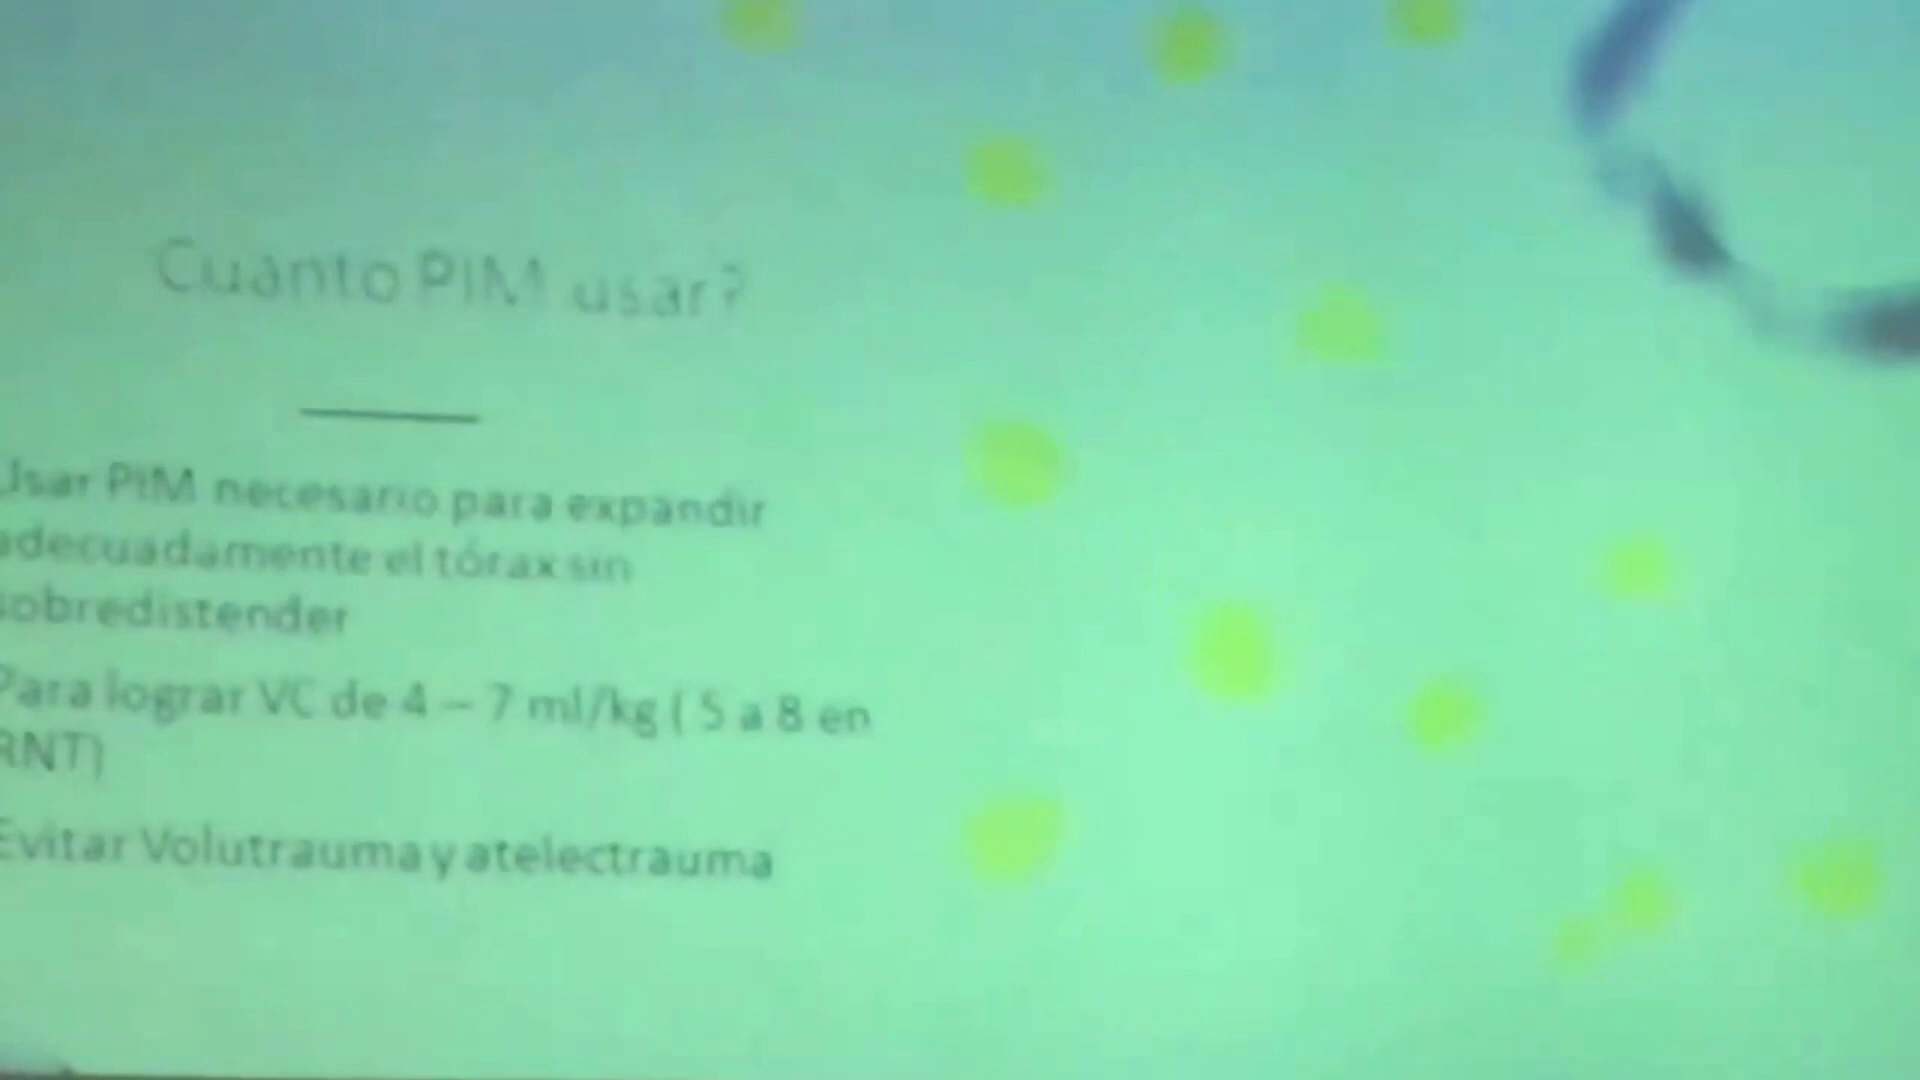 Cuánto PIM usar?
Usar PIM necesario para expandir
adecuadamente el tórax sin
sobredistender
Para lograr VC de 4 – 7 ml/kg ( 5 a 8 en
RNT)
Evitar Volutrauma y atelectrauma